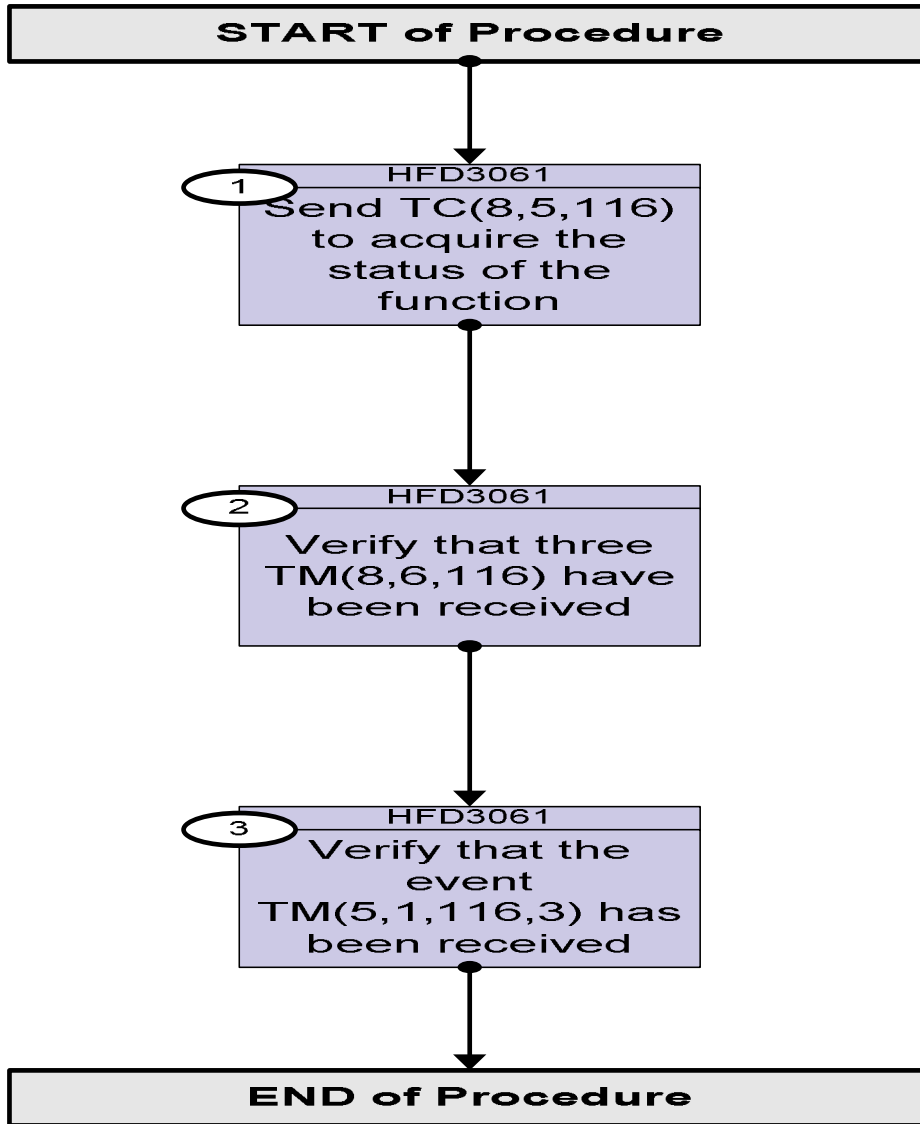 START of Procedure
HFD3061
1
Send TC(8,5,116)
to acquire the
status of the
function
HFD3061
2
Verify that three
TM(8,6,116) have
been received
HFD3061
3
Verify that the
event
TM(5,1,116,3) has
been received
END of Procedure